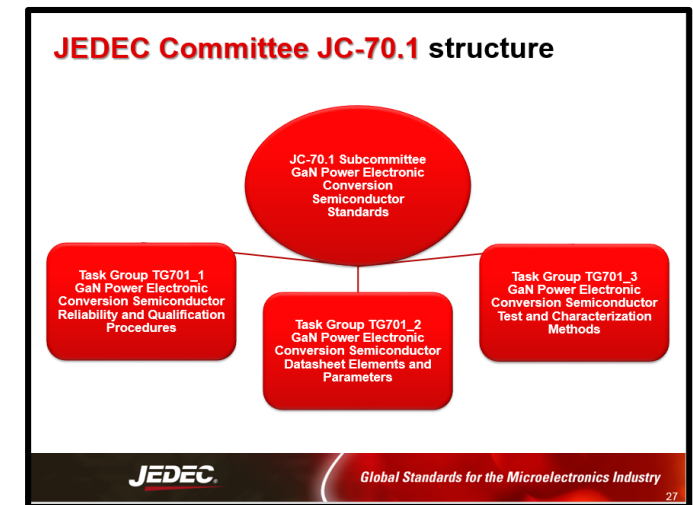 JEDEC Committee JC-70.1 structure
JC-70.1 Subcommittee
GaN Power Electronic
Conversion
Semiconductor
Standards
Task Group TG701_1
GaN Power Electronic
Conversion Semiconductor
Reliability and Qualification
Procedures
Task Group TG701_2
GaN Power Electronic
Conversion Semiconductor
Datasheet Elements and
Parameters
Task Group TG701_3
GaN Power Electronic
Conversion Semiconductor
Test and Characterization
Methods
JEDEC.
Global Standards for the Microelectronics Industry
27